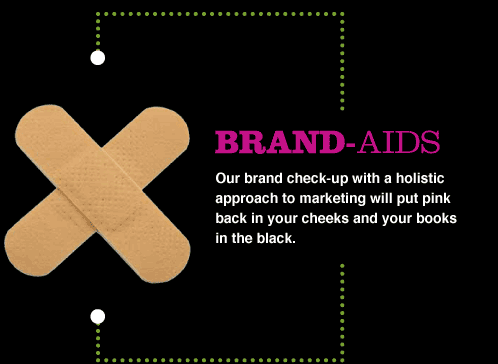 BRAND-AIDS
Our brand check-up with a holistic
approach to marketing will put pink
back in your cheeks and your books
in the black.